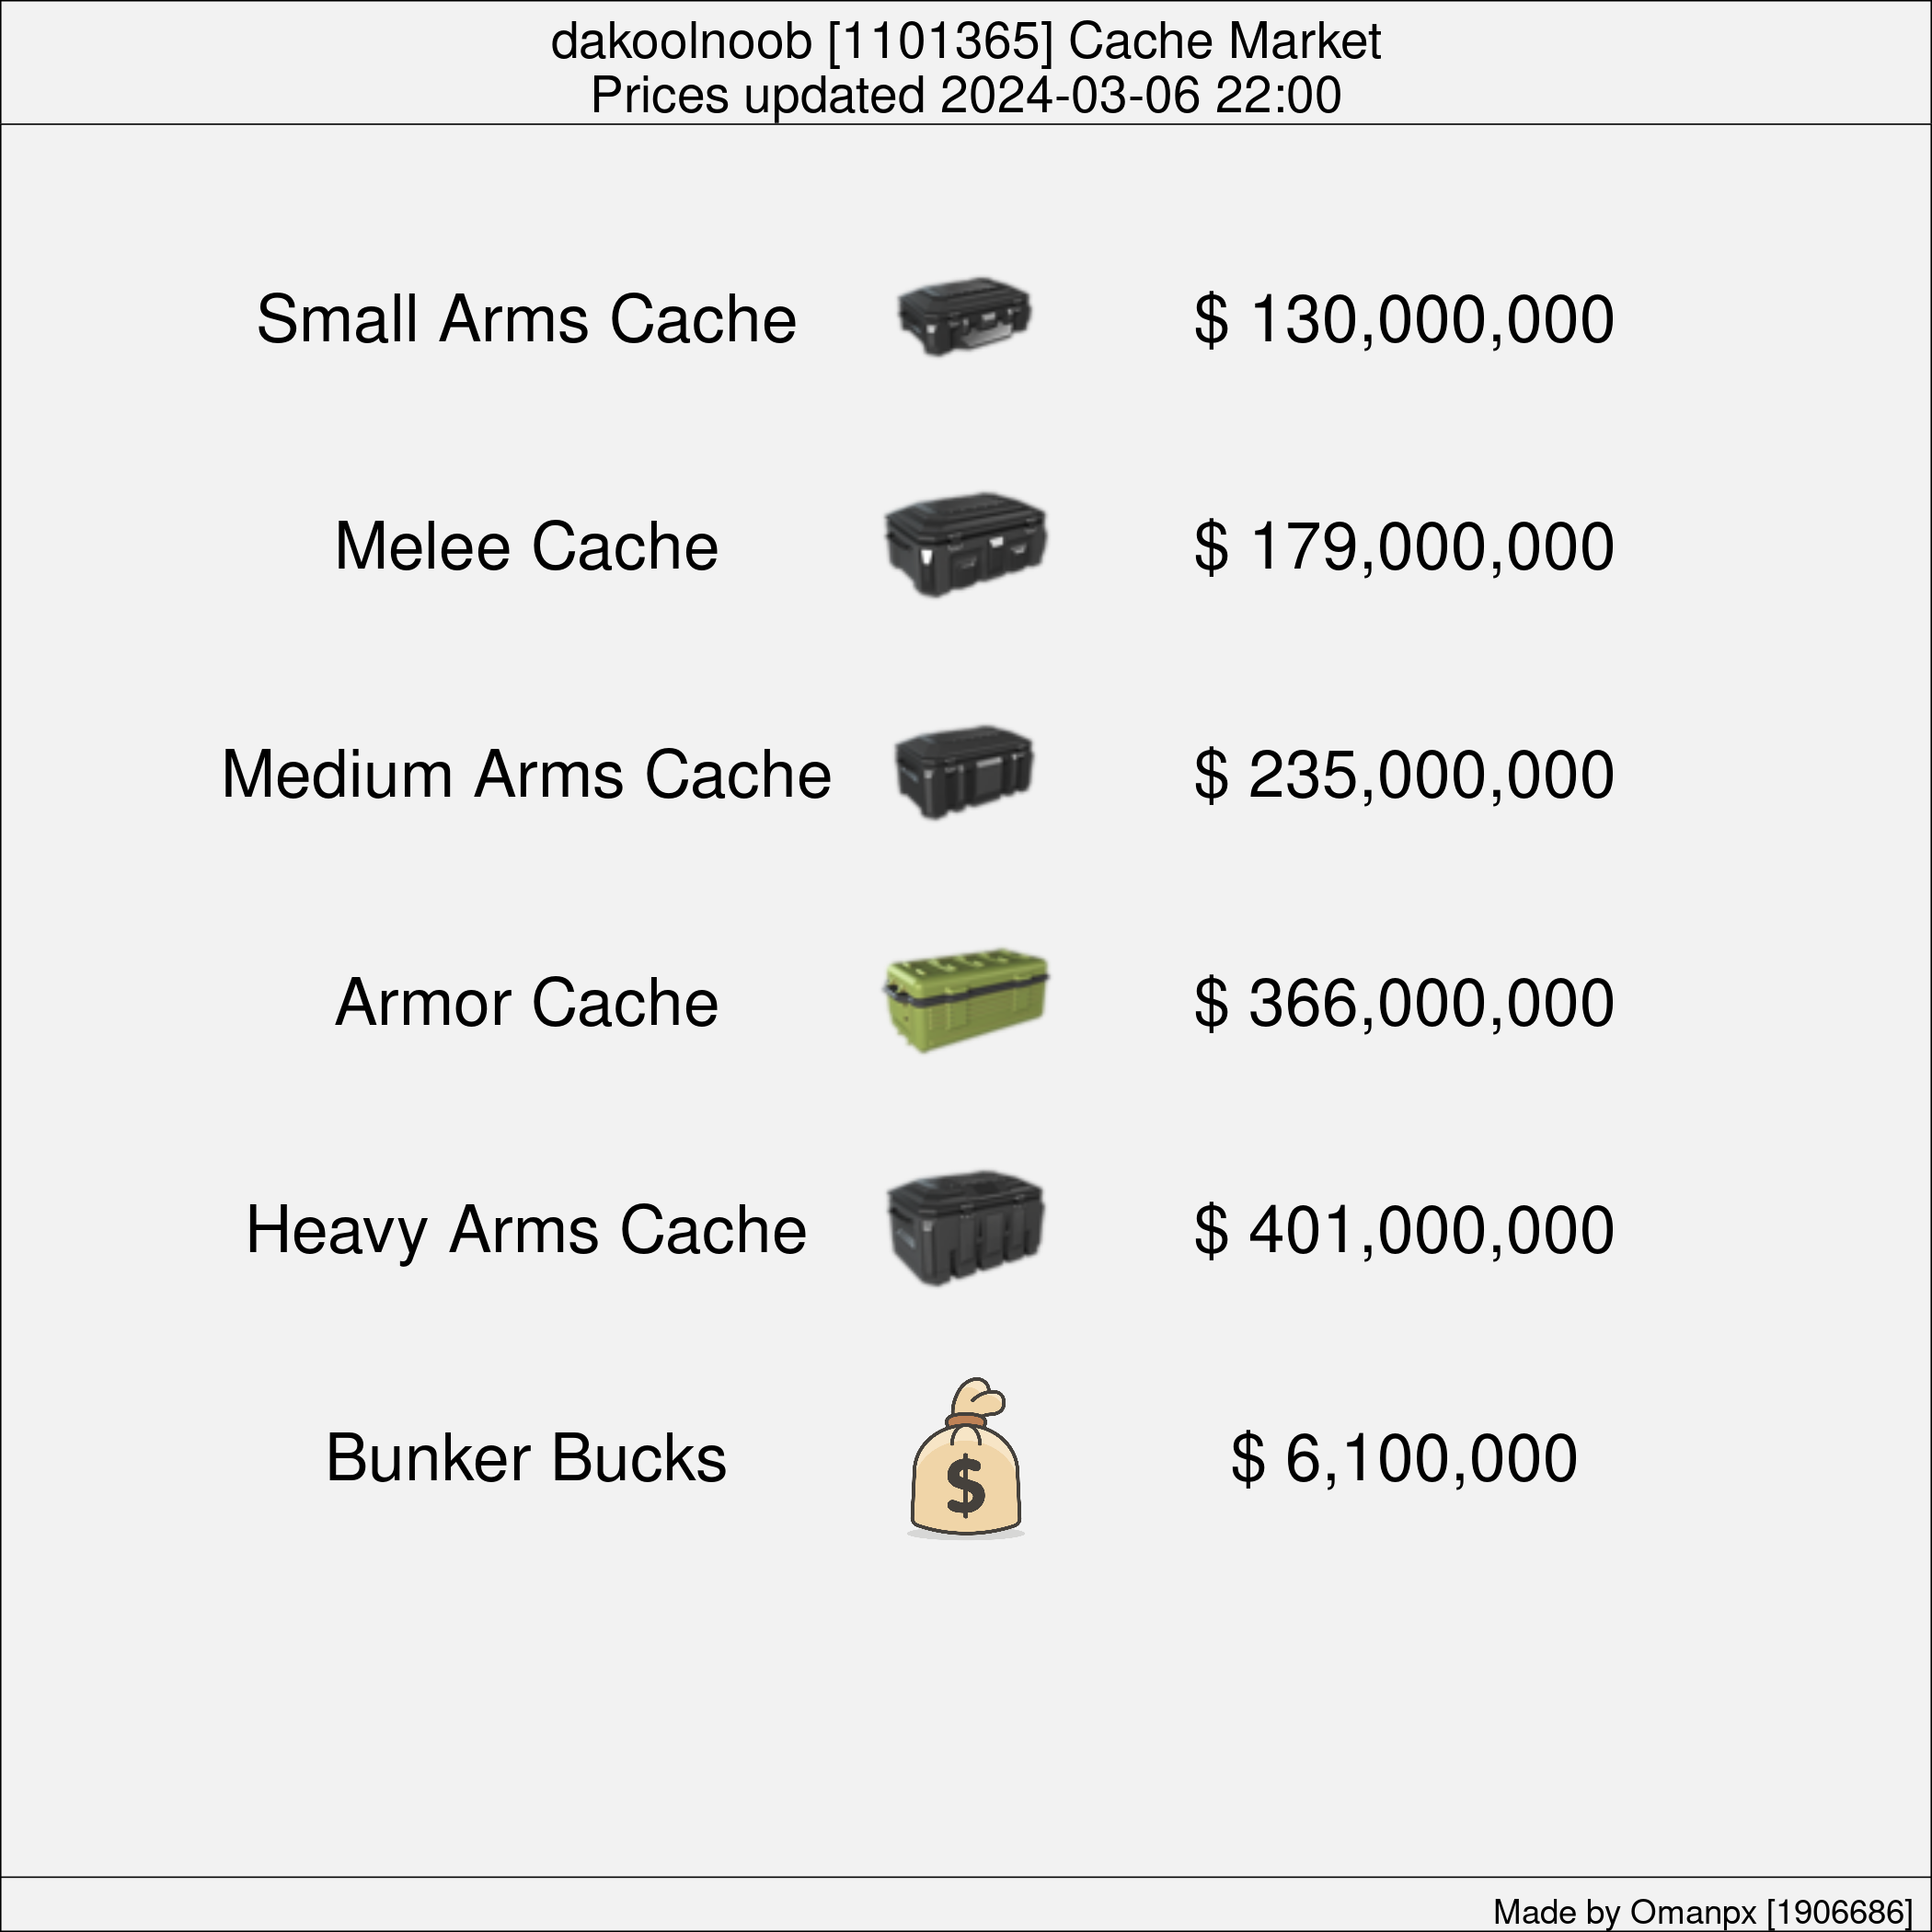 dakoolnoob [1101365] Cache Market
Prices updated 2024-03-06 22:00
Small Arms Cache $ 130,000,000
Melee Cache $ 179,000,000
Medium Arms Cache $ 235,000,000
Armor Cache $ 366,000,000
Heavy Arms Cache $ 401,000,000
Bunker Bucks $ $ 6,100,000
Made by Omanpx [1906686]